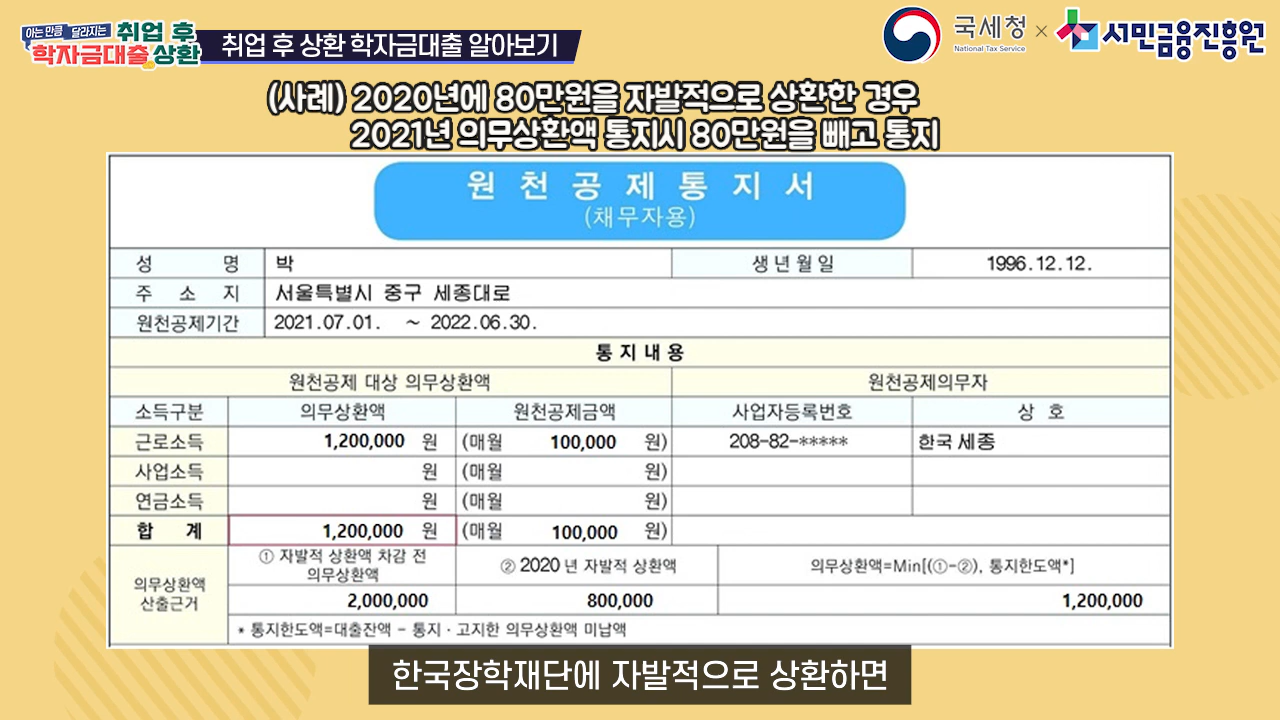 아는 만큼 달라지는
취업 후
학자금대출 상환
취업 후 상환 학자금대출 알아보기
국세청
National Tax Service
×
서민금융진흥원
(사례) 2020년에 80만원을 자발적으로 상환한 경우
2021년 의무상환액 통지시 80만원을 빼고 통지
원 천 공 제 통 지 서
(채무자용)
성 명 박 생년월일 1996.12.12.
주 소 지 서울특별시 중구 세종대로
원천공제기간 2021.07.01. ~ 2022.06.30.
통 지 내 용
원천공제 대상 의무상환액 원천공제의무자
소득구분 의무상환액 원천공제금액 사업자등록번호 상 호
근로소득 1,200,000 원 (매월 100,000 원) 208-82-***** 한국 세종
사업소득 원 (매월 원)
연금소득 원 (매월 원)
합 계 1,200,000 원 (매월 100,000 원)
의무상환액
산출근거
① 자발적 상환액 차감 전
의무상환액
② 2020 년 자발적 상환액
의무상환액=Min[(①-②), 통지한도액*]
2,000,000 800,000 1,200,000
* 통지한도액=대출잔액 - 통지 · 고지한 의무상환액 미납액
한국장학재단에 자발적으로 상환하면